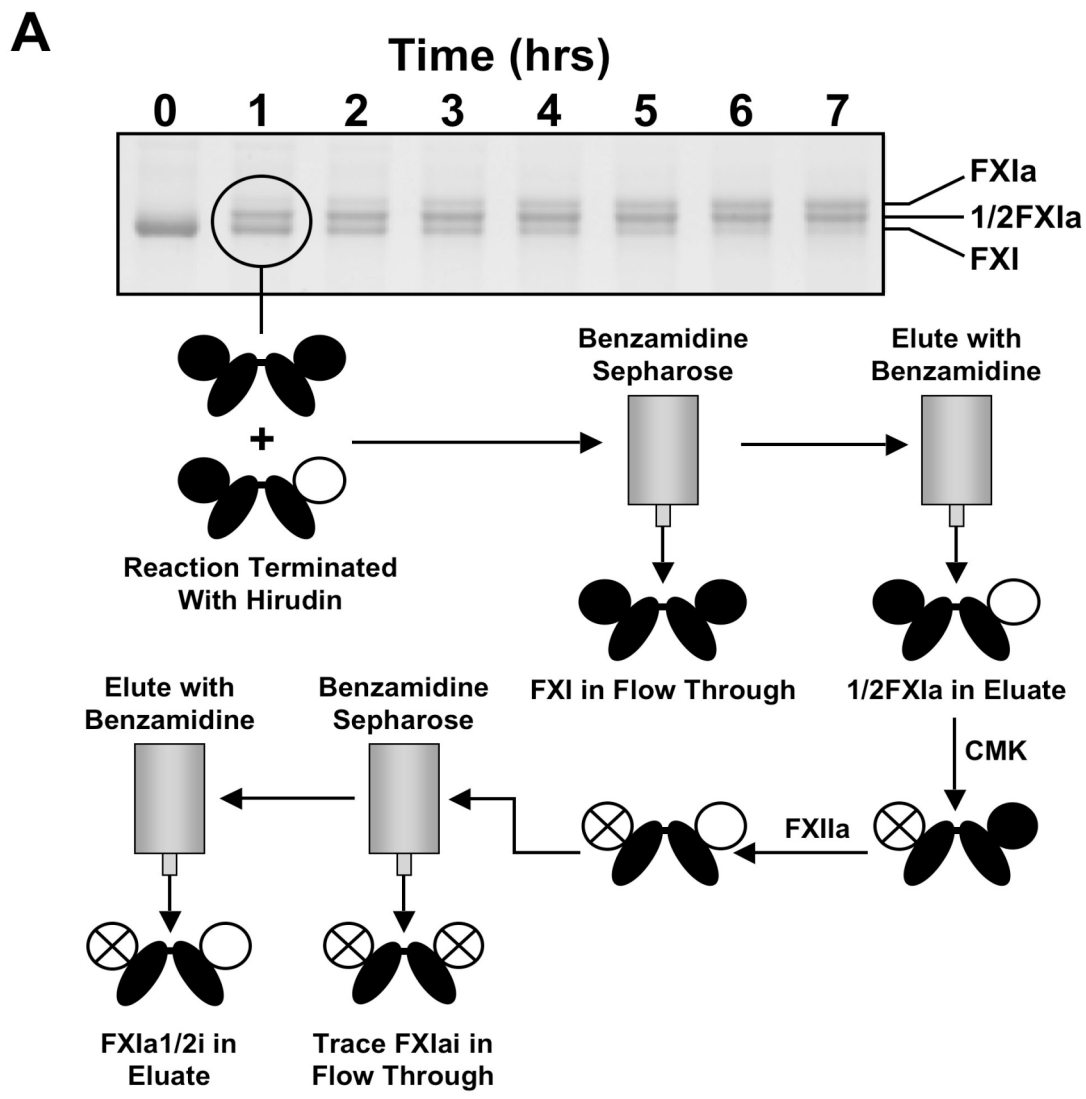 A
Time (hrs)
0 1 2 3 4 5 6 7
FXIa
1/2FXIa
FXI
+
Reaction Terminated
With Hirudin
Benzamidine
Sepharose
FXI in Flow Through
Elute with
Benzamidine
1/2FXIa in Eluate
CMK
FXIIa
Benzamidine
Sepharose
Trace FXIai in
Flow Through
Elute with
Benzamidine
FXIa1/2i in
Eluate